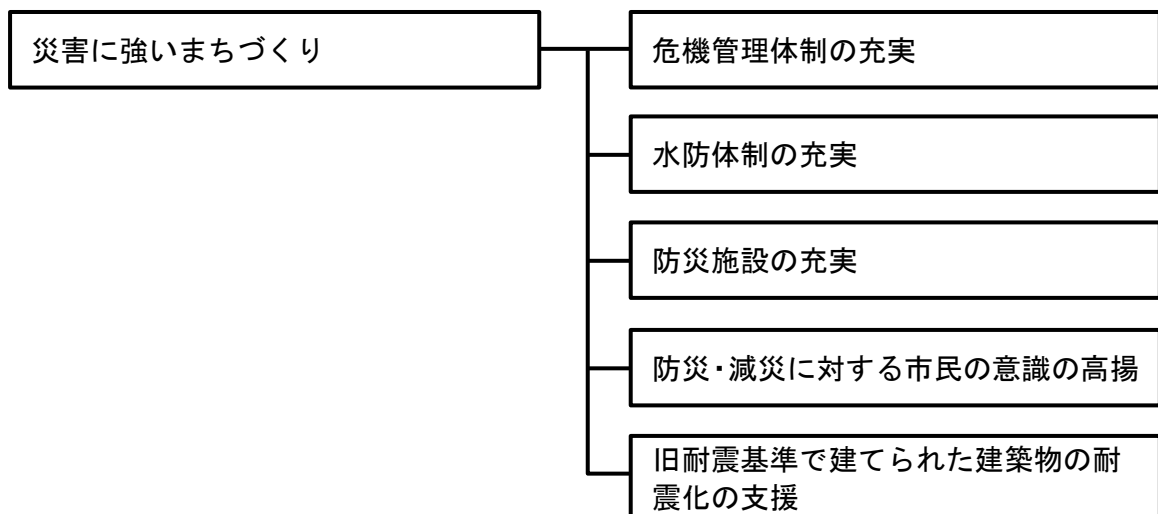 災害に強いまちづくり
危機管理体制の充実
水防体制の充実
防災施設の充実
防災・減災に対する市民の意識の高揚
旧耐震基準で建てられた建築物の耐
震化の支援